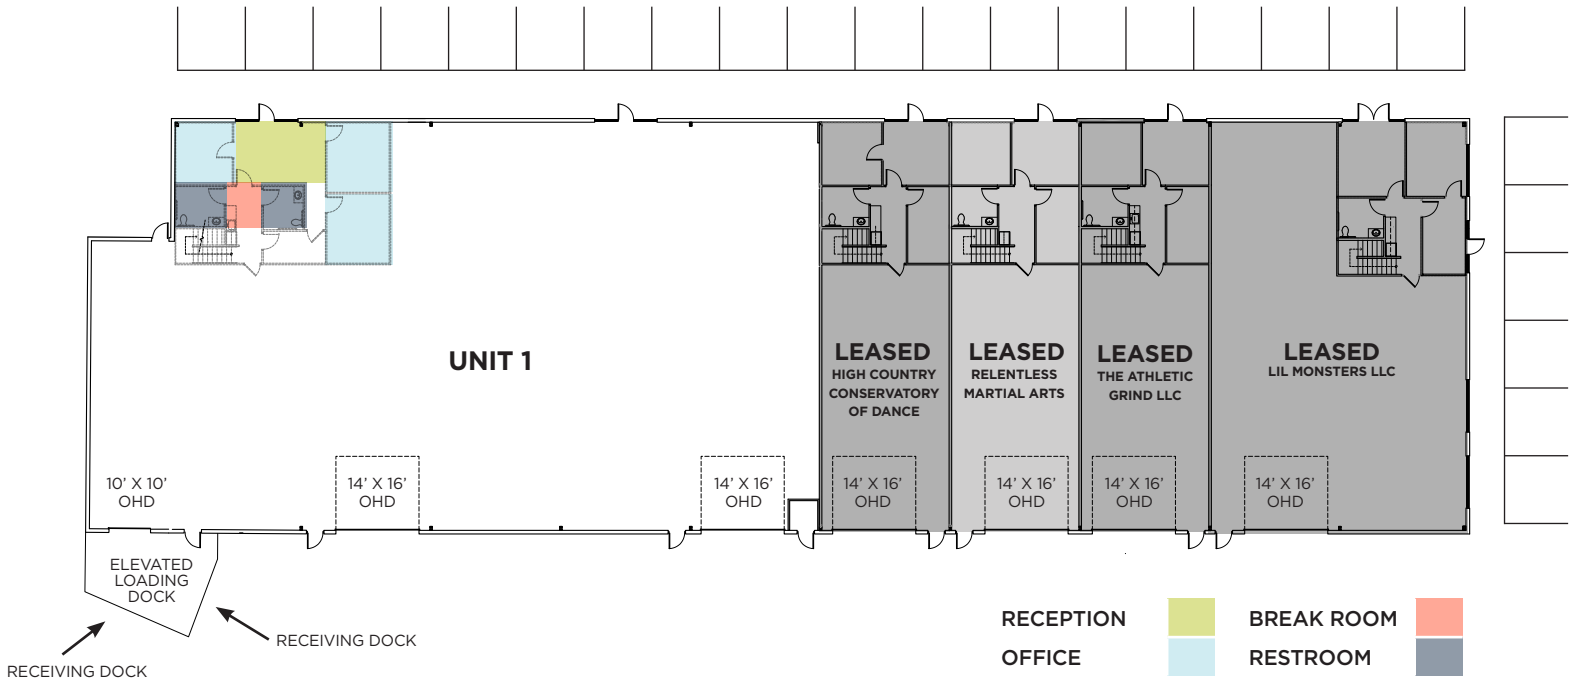 UNIT 1
LEASED
HIGH COUNTRY
CONSERVATORY
OF DANCE
LEASED
RELENTLESS
MARTIAL ARTS
LEASED
THE ATHLETIC
GRIND LLC
LEASED
LIL MONSTERS LLC
10' X 10'
OHD
14' X 16'
OHD
14' X 16'
OHD
14' X 16'
OHD
14' X 16'
OHD
14' X 16'
OHD
14' X 16'
OHD
ELEVATED
LOADING
DOCK
RECEIVING DOCK
RECEIVING DOCK
RECEPTION
OFFICE
BREAK ROOM
RESTROOM